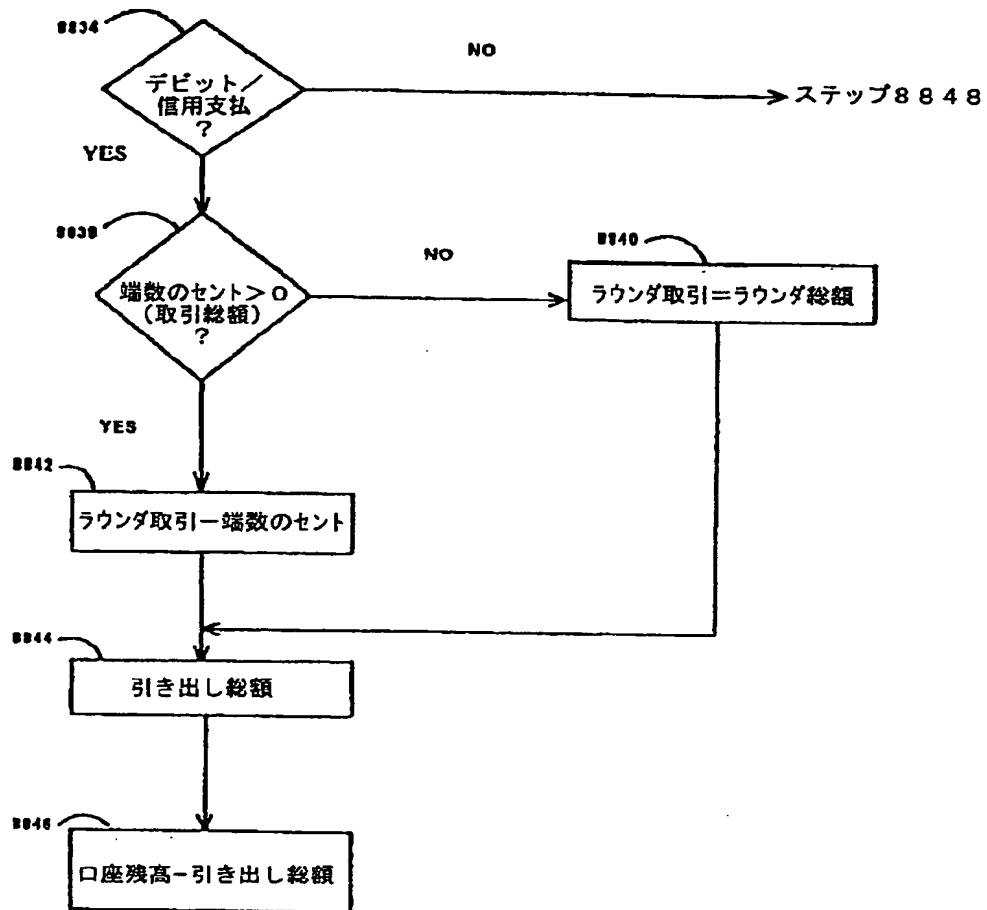 NO
デビット/
信用支払
?
ステップ8848
YES
NO
端数のセント>0
(取引総額)
?
ラウンダ取引=ラウンダ総額
YES
ラウンダ取引-端数のセント
引き出し総額
口座残高-引き出し総額